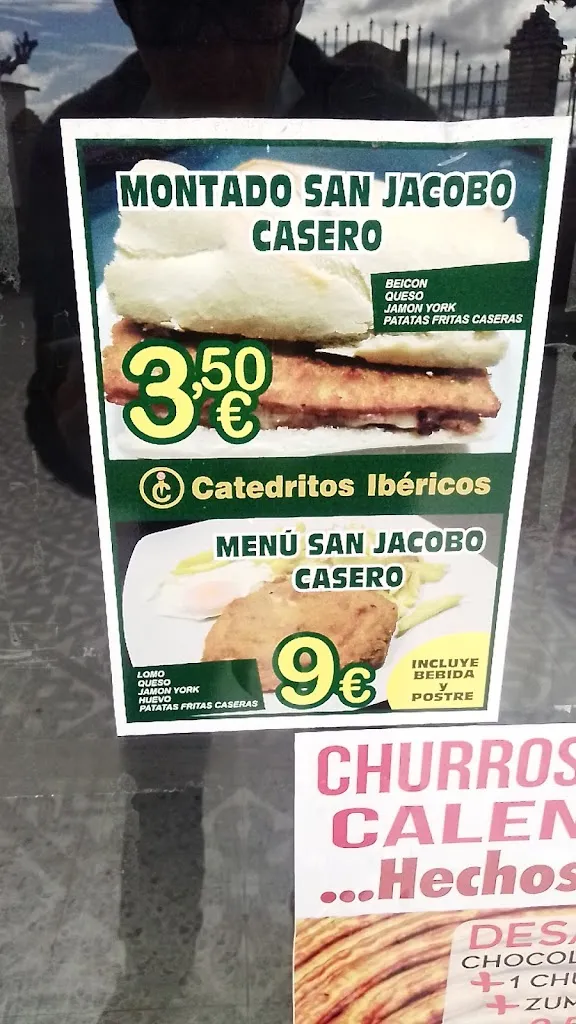 MONTADO SAN JACOBO
CASERO
BEICON
QUESO
JAMON YORK
PATATAS FRITAS CASERAS
3,50
€
Catedritos Ibéricos
MENÚ SAN JACOBO
CASERO
LOMO
QUESO
JAMON YORK
HUEVO
PATATAS FRITAS CASERAS
9€
INCLUYE
BEBIDA
y
POSTRE
CHURROS
CALEN
...Hechos
DESA
CHOCOL
+ 1 CHU
+ ZUM